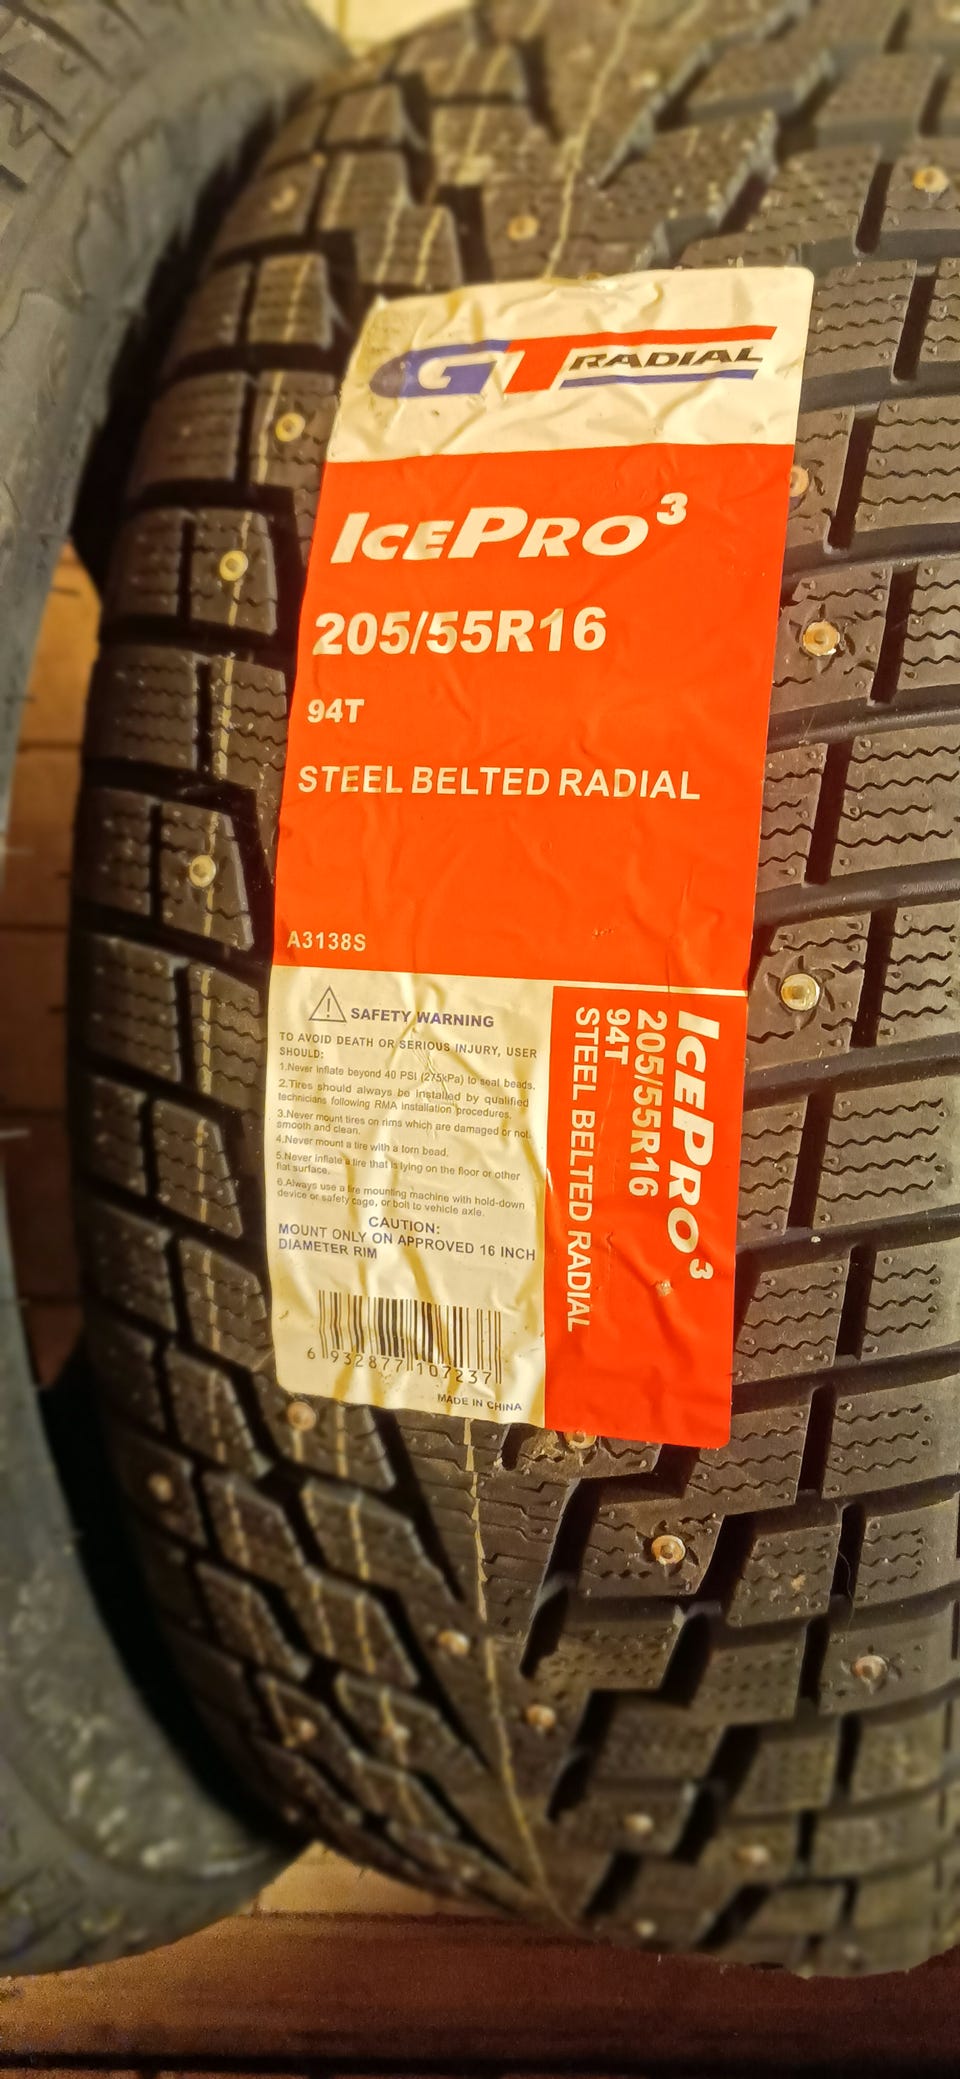 GT RADIAL
ICEPRO³
205/55R16
94T
STEEL BELTED RADIAL
A3138S
SAFETY WARNING
TO AVOID DEATH OR SERIOUS INJURY, USER
SHOULD:
1.Never inflate beyond 40 PSI (275kPa) to seat beads.
2.Tires should always be installed by qualified
technicians following RMA installation procedures.
3.Never mount tires on rims which are damaged or not
smooth and clean.
4.Never mount a tire with a torn bead.
5.Never inflate a tire that is lying on the floor or other
flat surface.
6.Always use a tire mounting machine with hold-down
device or safety cage, or bolt to vehicle axle.
CAUTION:
MOUNT ONLY ON APPROVED 16 INCH
DIAMETER RIM
6 932877 107237
MADE IN CHINA
ICEPRO³
205/55R16
94T
STEEL BELTED RADIAL